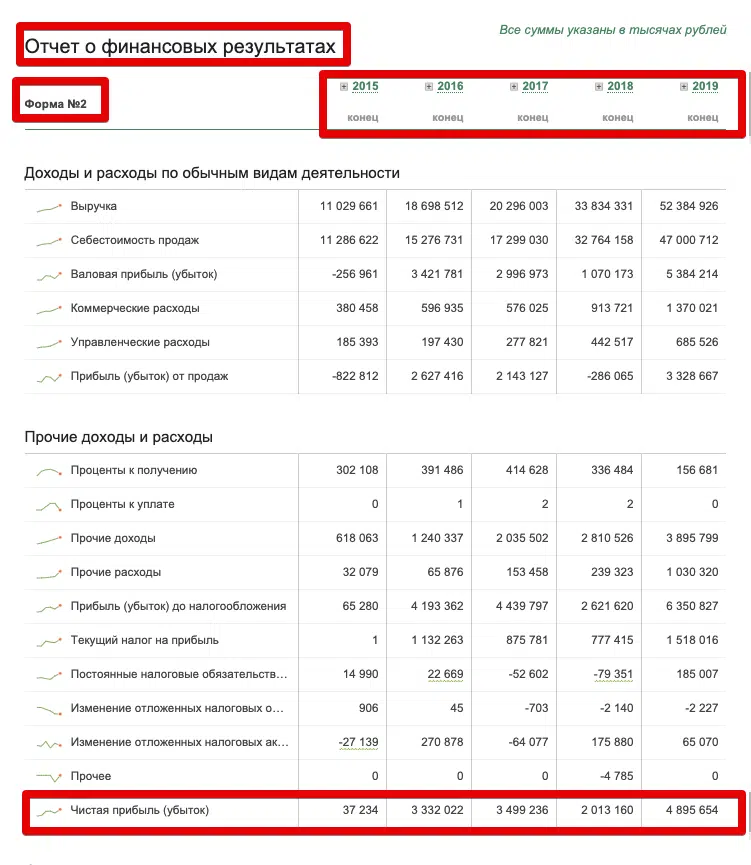 Все суммы указаны в тысячах рублей
Отчет о финансовых результатах
Форма №2 2015 2016 2017 2018 2019
конец конец конец конец конец
Доходы и расходы по обычным видам деятельности
Выручка 11 029 661 18 698 512 20 296 003 33 834 331 52 384 926
Себестоимость продаж 11 286 622 15 276 731 17 299 030 32 764 158 47 000 712
Валовая прибыль (убыток) -256 961 3 421 781 2 996 973 1 070 173 5 384 214
Коммерческие расходы 380 458 596 935 576 025 913 721 1 370 021
Управленческие расходы 185 393 197 430 277 821 442 517 685 526
Прибыль (убыток) от продаж -822 812 2 627 416 2 143 127 -286 065 3 328 667
Прочие доходы и расходы
Проценты к получению 302 108 391 486 414 628 336 484 156 681
Проценты к уплате 0 1 2 2 0
Прочие доходы 618 063 1 240 337 2 035 502 2 810 526 3 895 799
Прочие расходы 32 079 65 876 153 458 239 323 1 030 320
Прибыль (убыток) до налогообложения 65 280 4 193 362 4 439 797 2 621 620 6 350 827
Текущий налог на прибыль 1 1 132 263 875 781 777 415 1 518 016
Постоянные налоговые обязательств... 14 990 22 669 -52 602 -79 351 185 007
Изменение отложенных налоговых о... 906 45 -703 -2 140 -2 227
Изменение отложенных налоговых ак... -27 139 270 878 -64 077 175 880 65 070
Прочее 0 0 0 -4 785 0
Чистая прибыль (убыток) 37 234 3 332 022 3 499 236 2 013 160 4 895 654